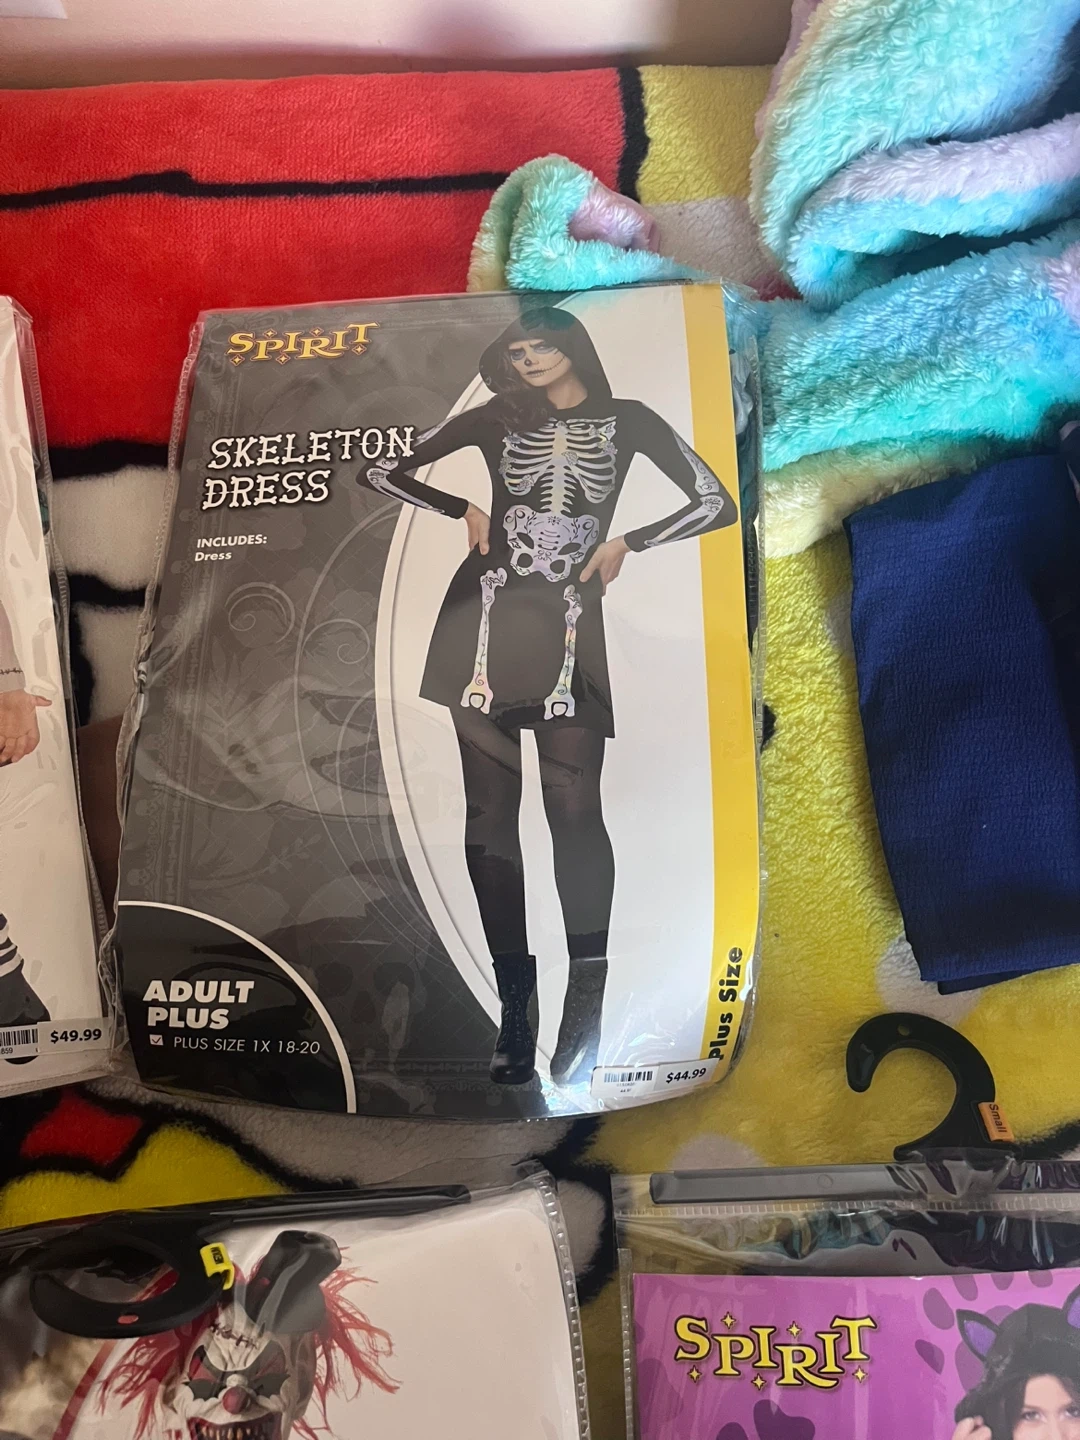 SPIRIT
SKELETON
DRESS
INCLUDES:
Dress
ADULT
PLUS
PLUS SIZE 1X 18-20
Plus Size
$44.99
859
$49.99
Small
SPIRIT